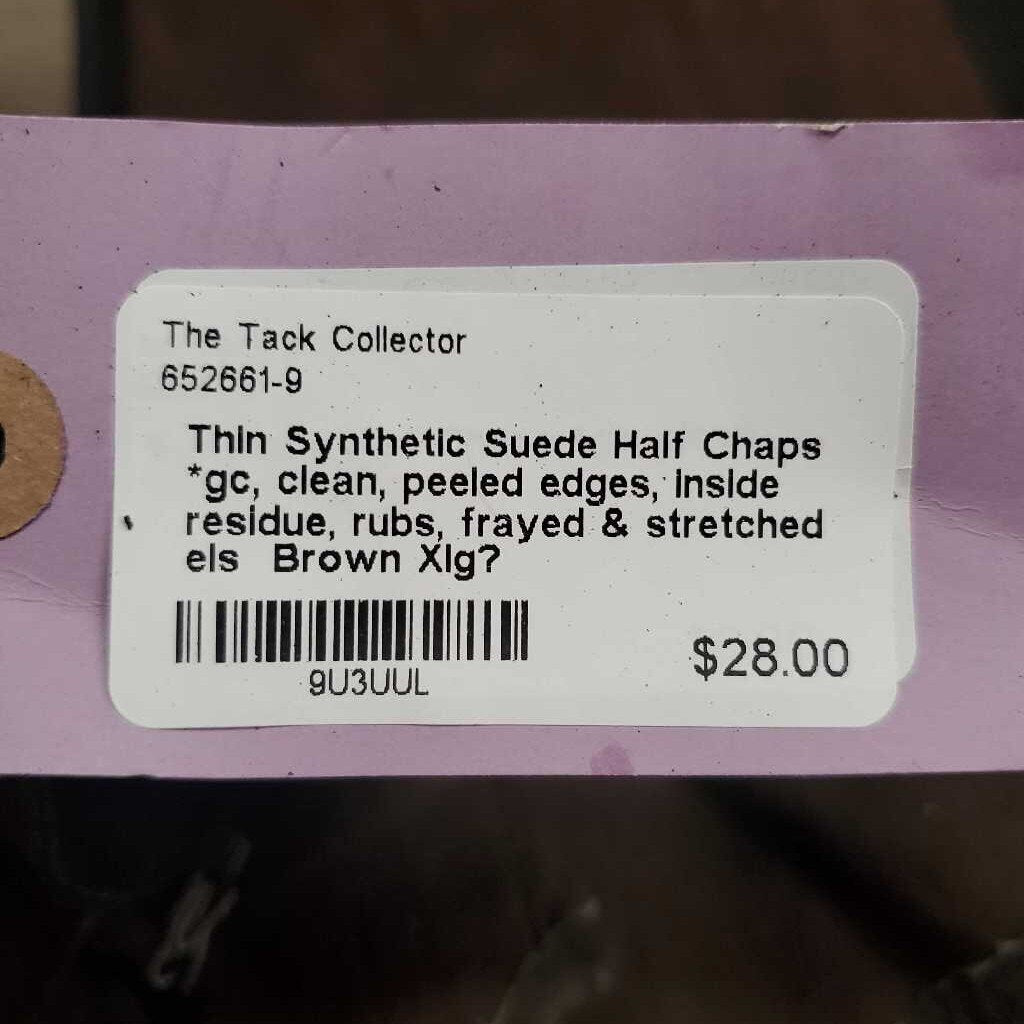 The Tack Collector
652661-9
Thin Synthetic Suede Half Chaps
*gc, clean, peeled edges, inside
residue, rubs, frayed & stretched
els Brown Xlg?
9U3UUL
$28.00